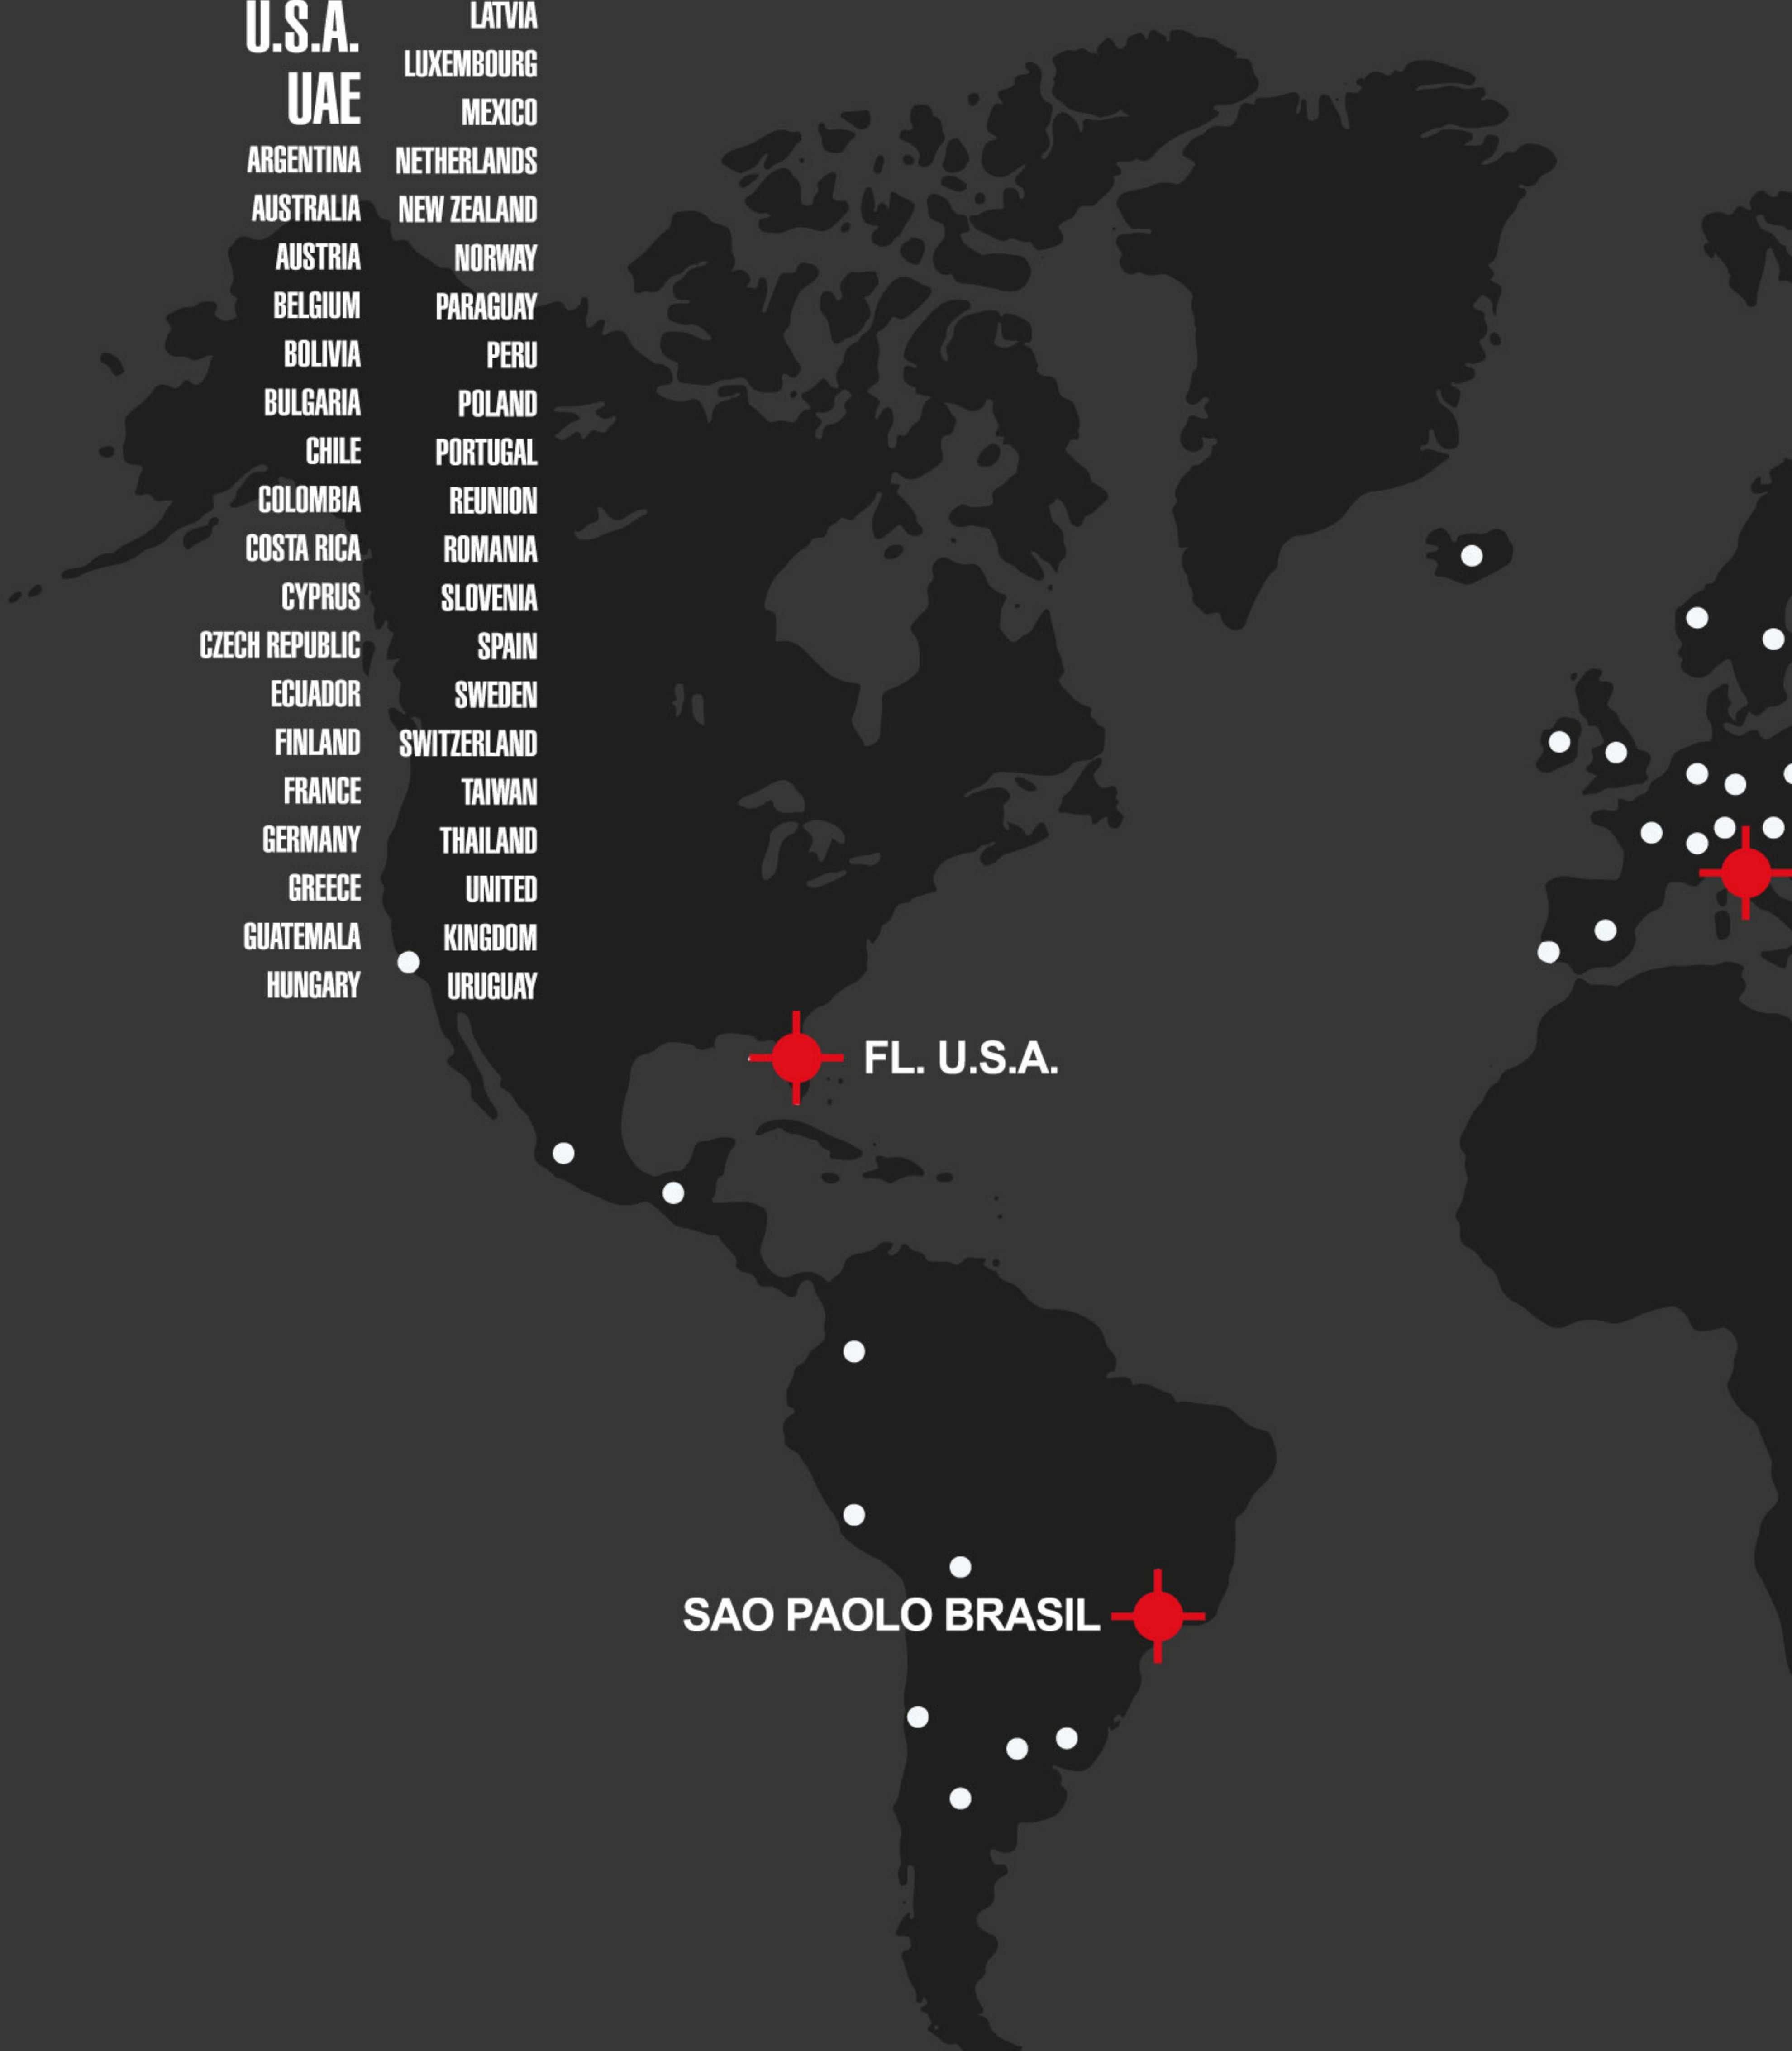 U.S.A.
UAE
ARGENTINA
AUSTRALIA
AUSTRIA
BELGIUM
BOLIVIA
BULGARIA
CHILE
COLOMBIA
COSTA RICA
CYPRUS
CZECH REPUBLIC
ECUADOR
FINLAND
FRANCE
GERMANY
GREECE
GUATEMALA
HUNGARY
LATVIA
LUXEMBOURG
MEXICO
NETHERLANDS
NEW ZEALAND
NORWAY
PARAGUAY
PERU
POLAND
PORTUGAL
REUNION
ROMANIA
SLOVENIA
SPAIN
SWEDEN
SWITZERLAND
TAIWAN
THAILAND
UNITED
KINGDOM
URUGUAY
FL. U.S.A.
SAO PAOLO BRASIL